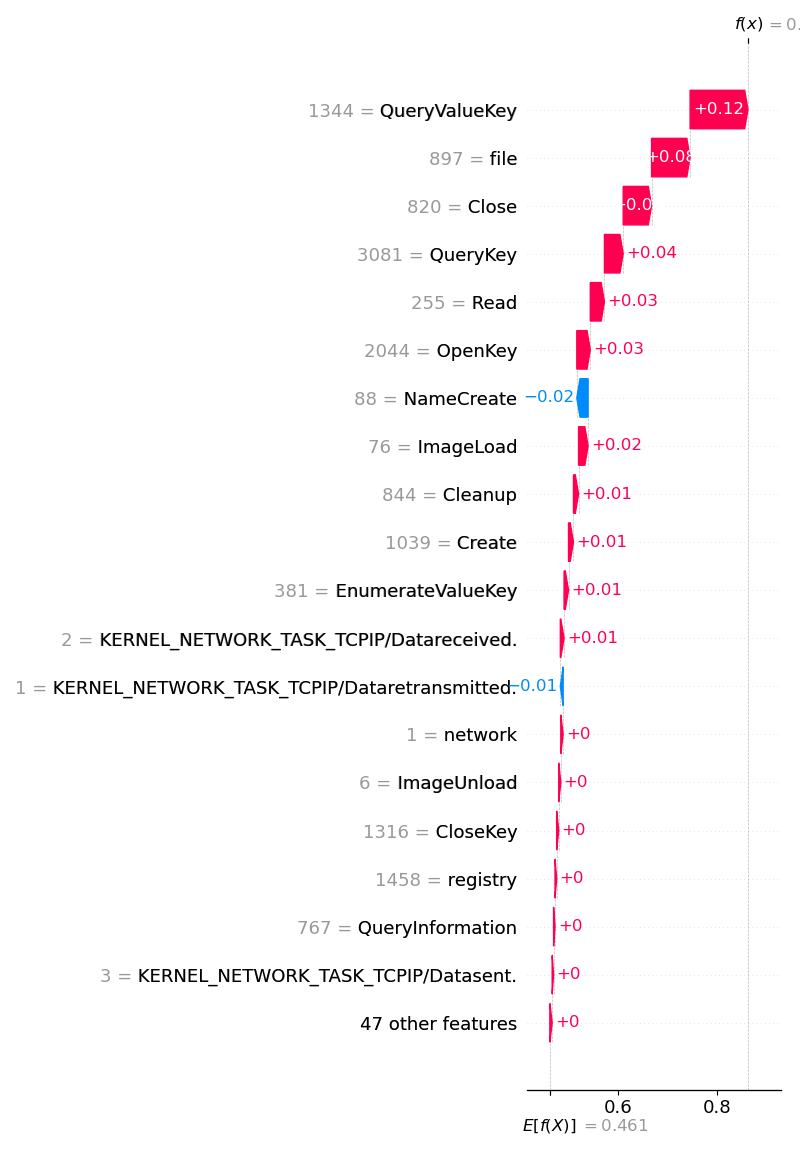 f(x) = 0.
1344 = QueryValueKey +0.12
897 = file +0.08
820 = Close +0.0
3081 = QueryKey +0.04
255 = Read +0.03
2044 = OpenKey +0.03
88 = NameCreate −0.02
76 = ImageLoad +0.02
844 = Cleanup +0.01
1039 = Create +0.01
381 = EnumerateValueKey +0.01
2 = KERNEL_NETWORK_TASK_TCPIP/Datareceived. +0.01
1 = KERNEL_NETWORK_TASK_TCPIP/Dataretransmitted. −0.01
1 = network +0
6 = ImageUnload +0
1316 = CloseKey +0
1458 = registry +0
767 = QueryInformation +0
3 = KERNEL_NETWORK_TASK_TCPIP/Datasent. +0
47 other features +0
0.6 0.8
E[f(X)] = 0.461